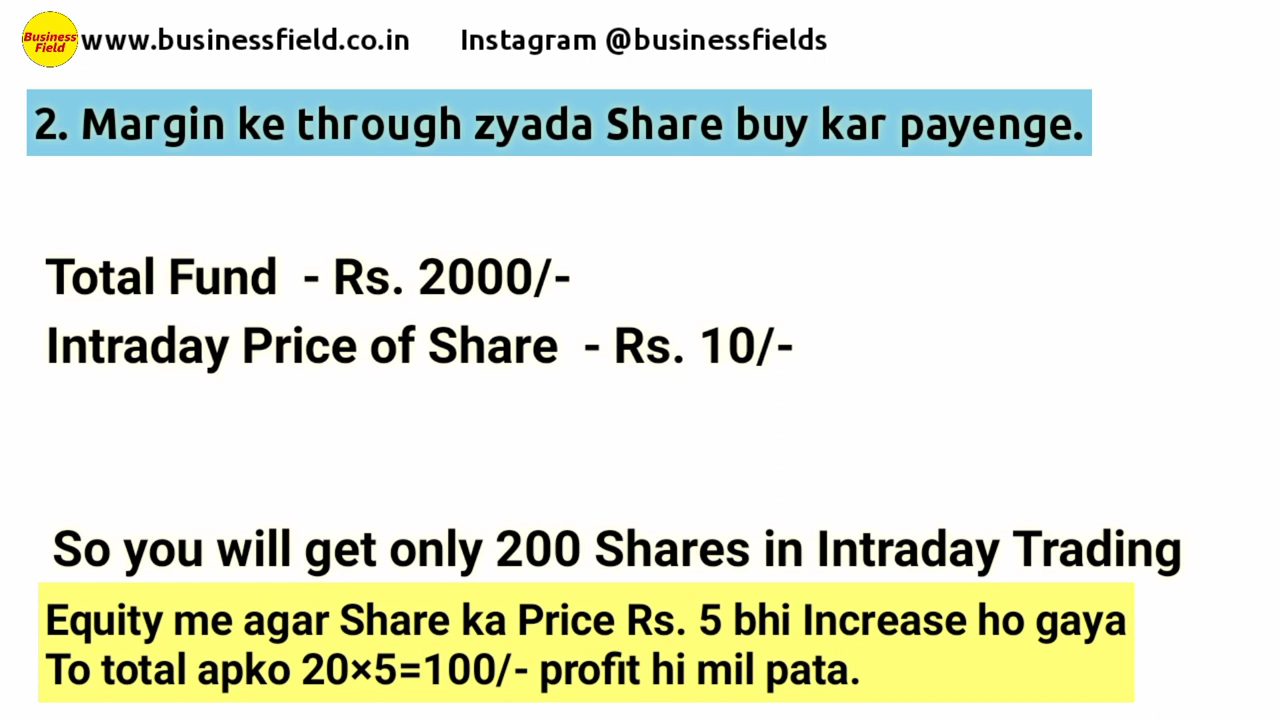 Business
Field
www.businessfield.co.in Instagram @businessfields
2. Margin ke through zyada Share buy kar payenge.
Total Fund - Rs. 2000/-
Intraday Price of Share - Rs. 10/-
So you will get only 200 Shares in Intraday Trading
Equity me agar Share ka Price Rs. 5 bhi Increase ho gaya
To total apko 20×5=100/- profit hi mil pata.